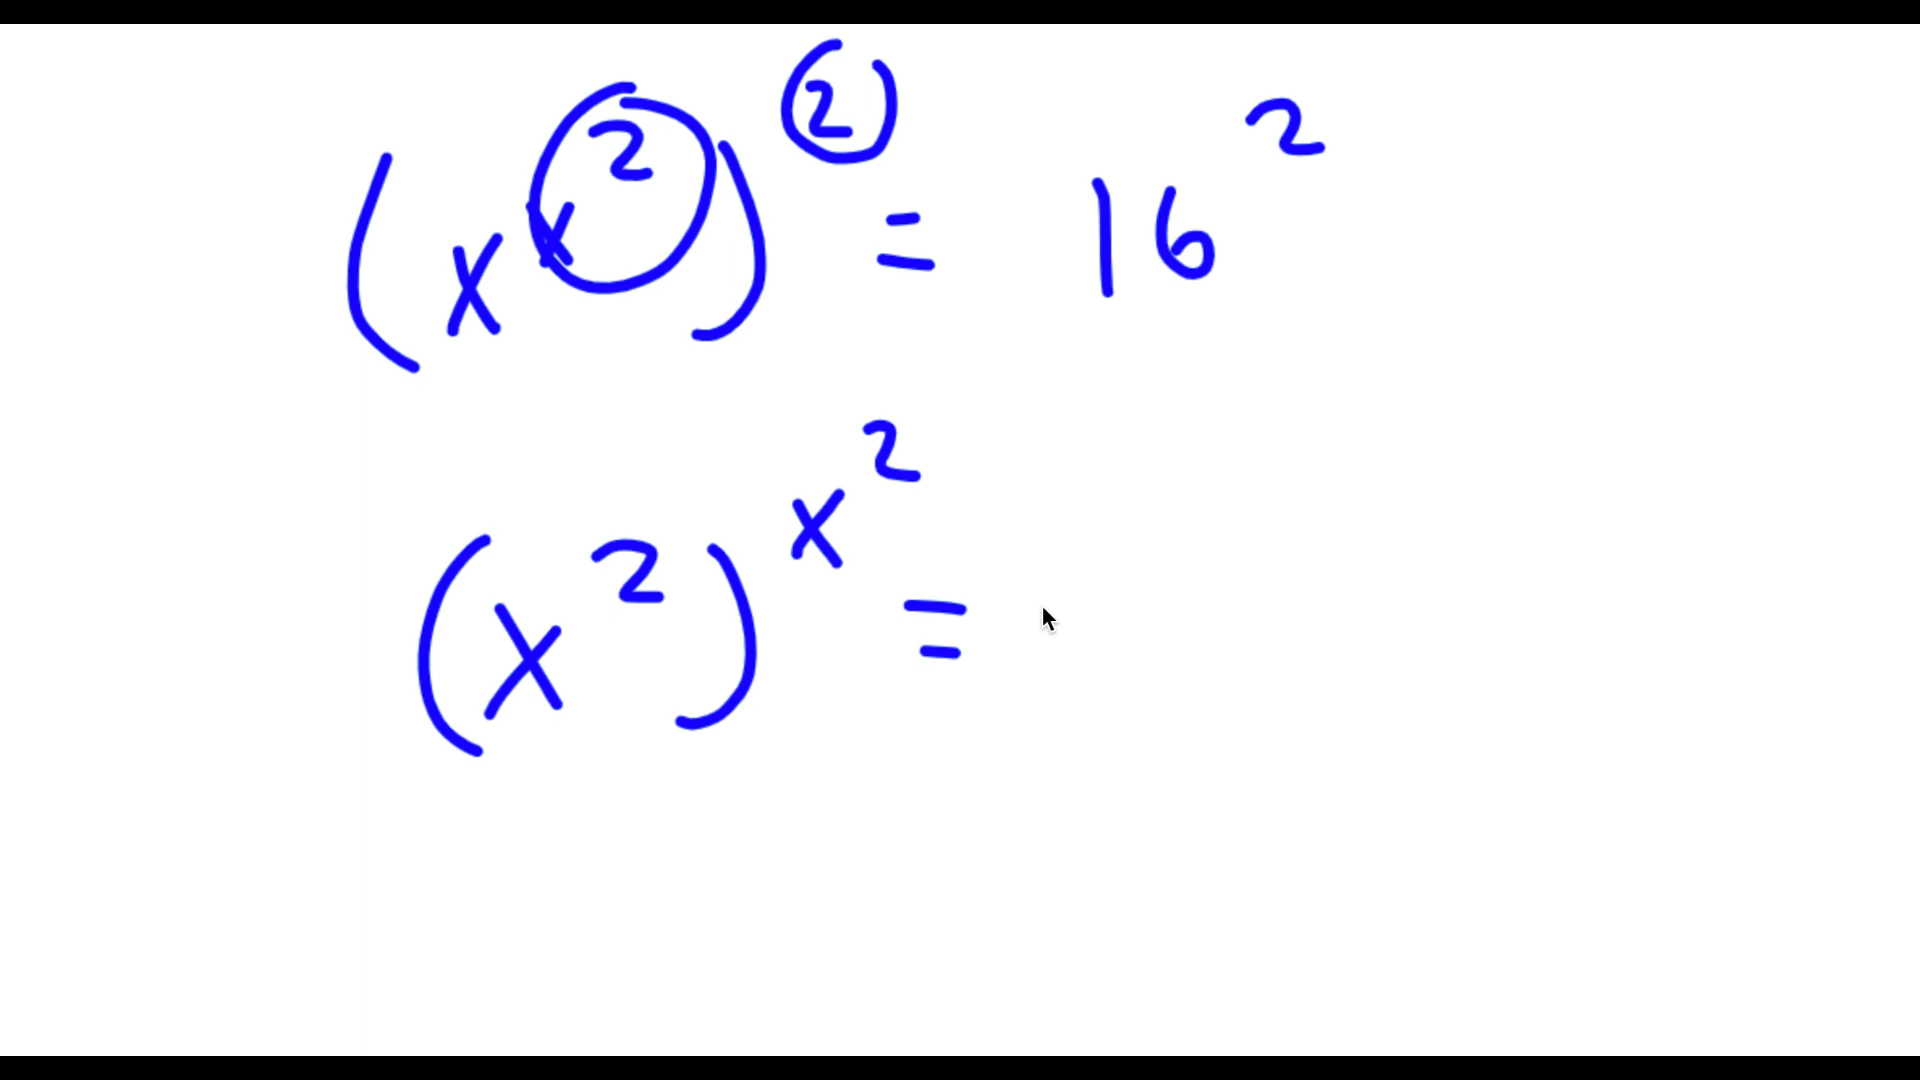 (x^{x^2})^{(2)} = 16^2
(x^2)^{x^2} =